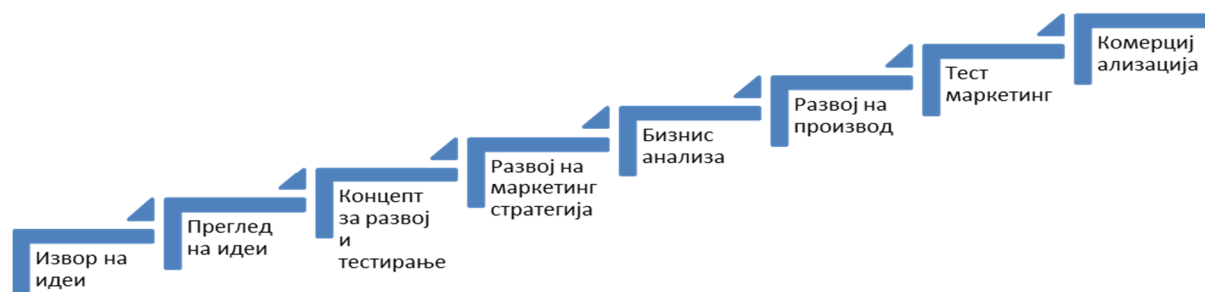 Извор на
идеи
Преглед
на идеи
Концепт
за развој
и
тестирање
Развој на
маркетинг
стратегија
Бизнис
анализа
Развој на
производ
Тест
маркетинг
Комерциј
ализација